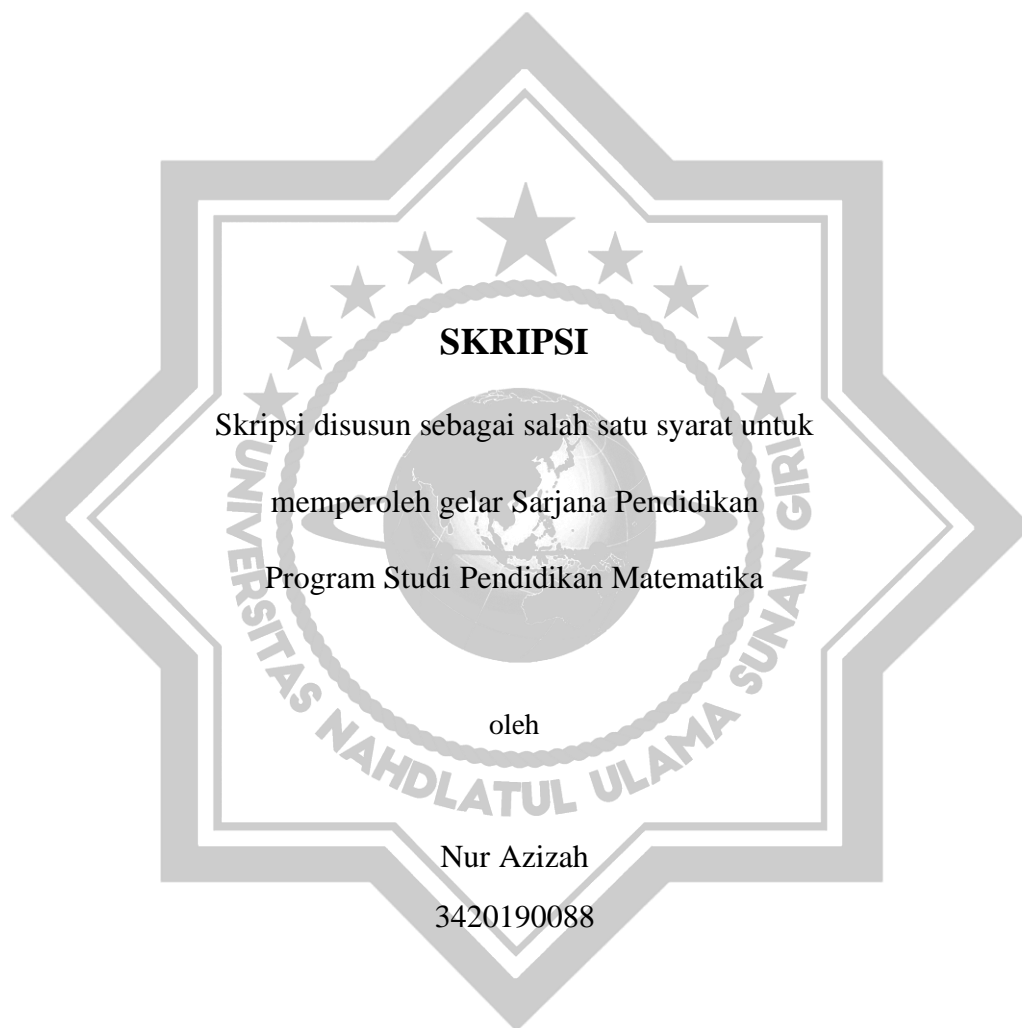 SKRIPSI
Skripsi disusun sebagai salah satu syarat untuk
memperoleh gelar Sarjana Pendidikan
Program Studi Pendidikan Matematika
oleh
Nur Azizah
3420190088
UNIVERSITAS NAHDLATUL ULAMA SUNAN GIRI